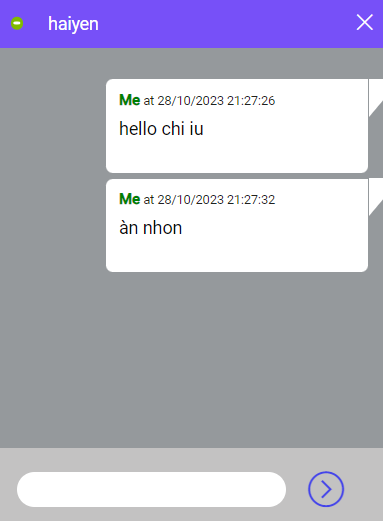 haiyen
Me at 28/10/2023 21:27:26
hello chi iu
Me at 28/10/2023 21:27:32
àn nhon